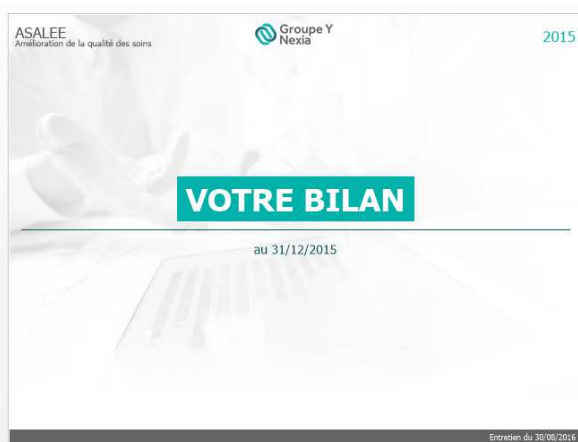 ASALEE
Amélioration de la qualité des soins
Groupe Y
Nexia
2015
VOTRE BILAN
au 31/12/2015
Entretien du 30/08/2016